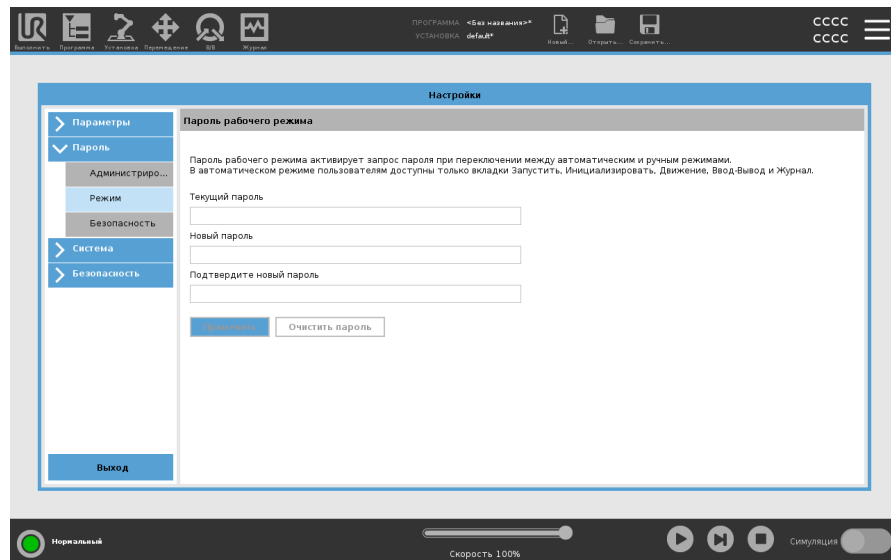 ПРОГРАММА <Без названия>*
УСТАНОВКА default*
Выполнить Программа Установка Перемещение В/В Журнал
Новый... Открыть... Сохранить...
CCCC
CCCC
Настройки
Параметры
Пароль
Администриро...
Режим
Безопасность
Система
Безопасность
Выход
Пароль рабочего режима
Пароль рабочего режима активирует запрос пароля при переключении между автоматическим и ручным режимами.
В автоматическом режиме пользователям доступны только вкладки Запустить, Инициализировать, Движение, Ввод-Вывод и Журнал.
Текущий пароль
Новый пароль
Подтвердите новый пароль
Применить Очистить пароль
Нормальный
Скорость 100%
Симуляция